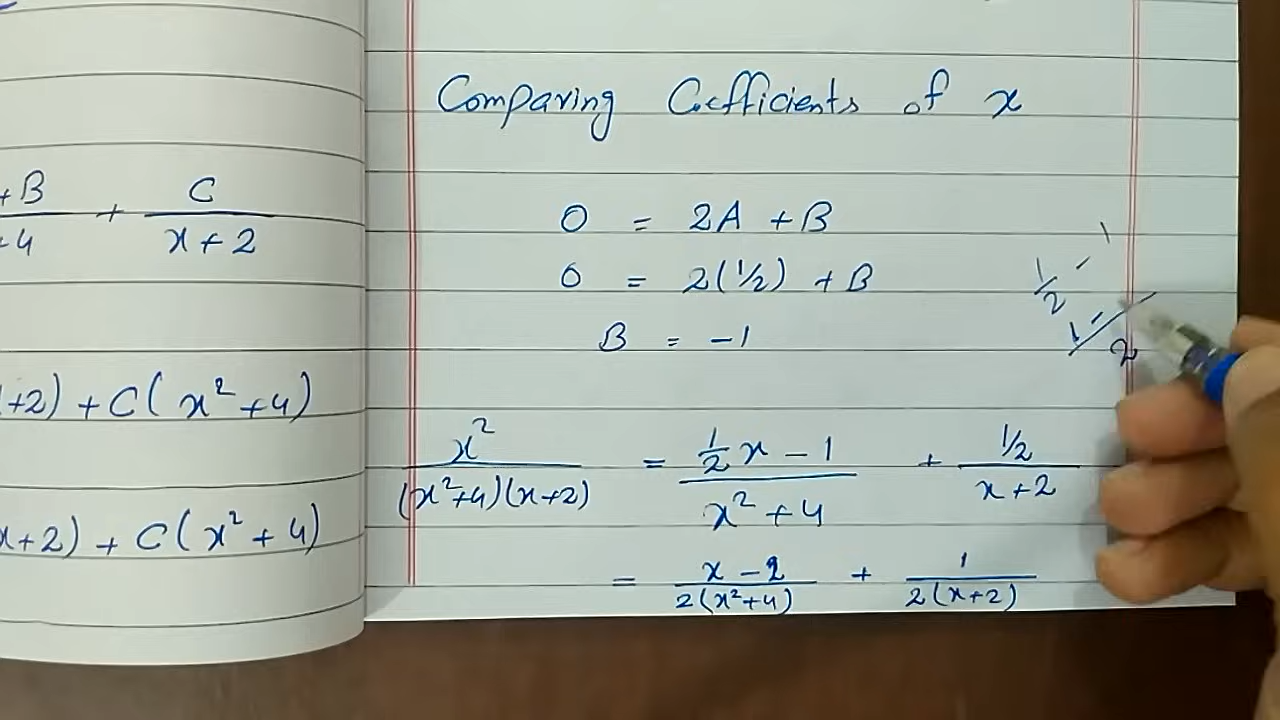 +B / +4 + C / x+2
+2) + C(x²+4)
x+2) + C(x²+4)
Comparing Coefficients of x
0 = 2A + B
0 = 2(1/2) + B
B = -1
1/2
1/2
x² / (x²+4)(x+2) = (1/2 x - 1) / (x²+4) + (1/2) / (x+2)
= (x-2) / 2(x²+4) + 1 / 2(x+2)